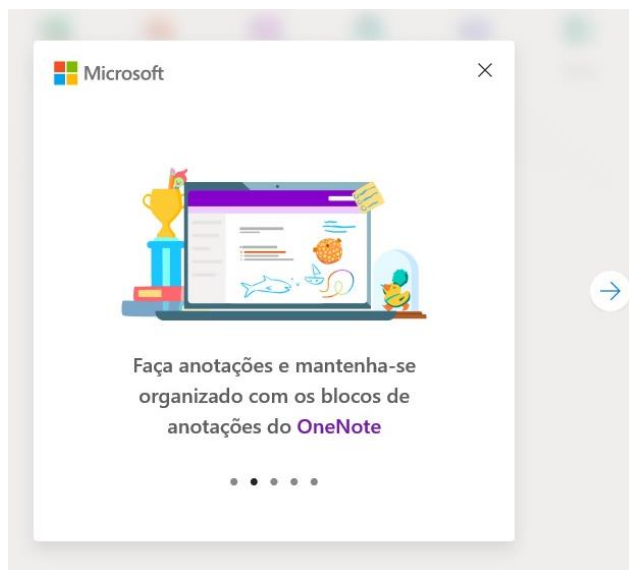 Microsoft
Faça anotações e mantenha-se
organizado com os blocos de
anotações do OneNote